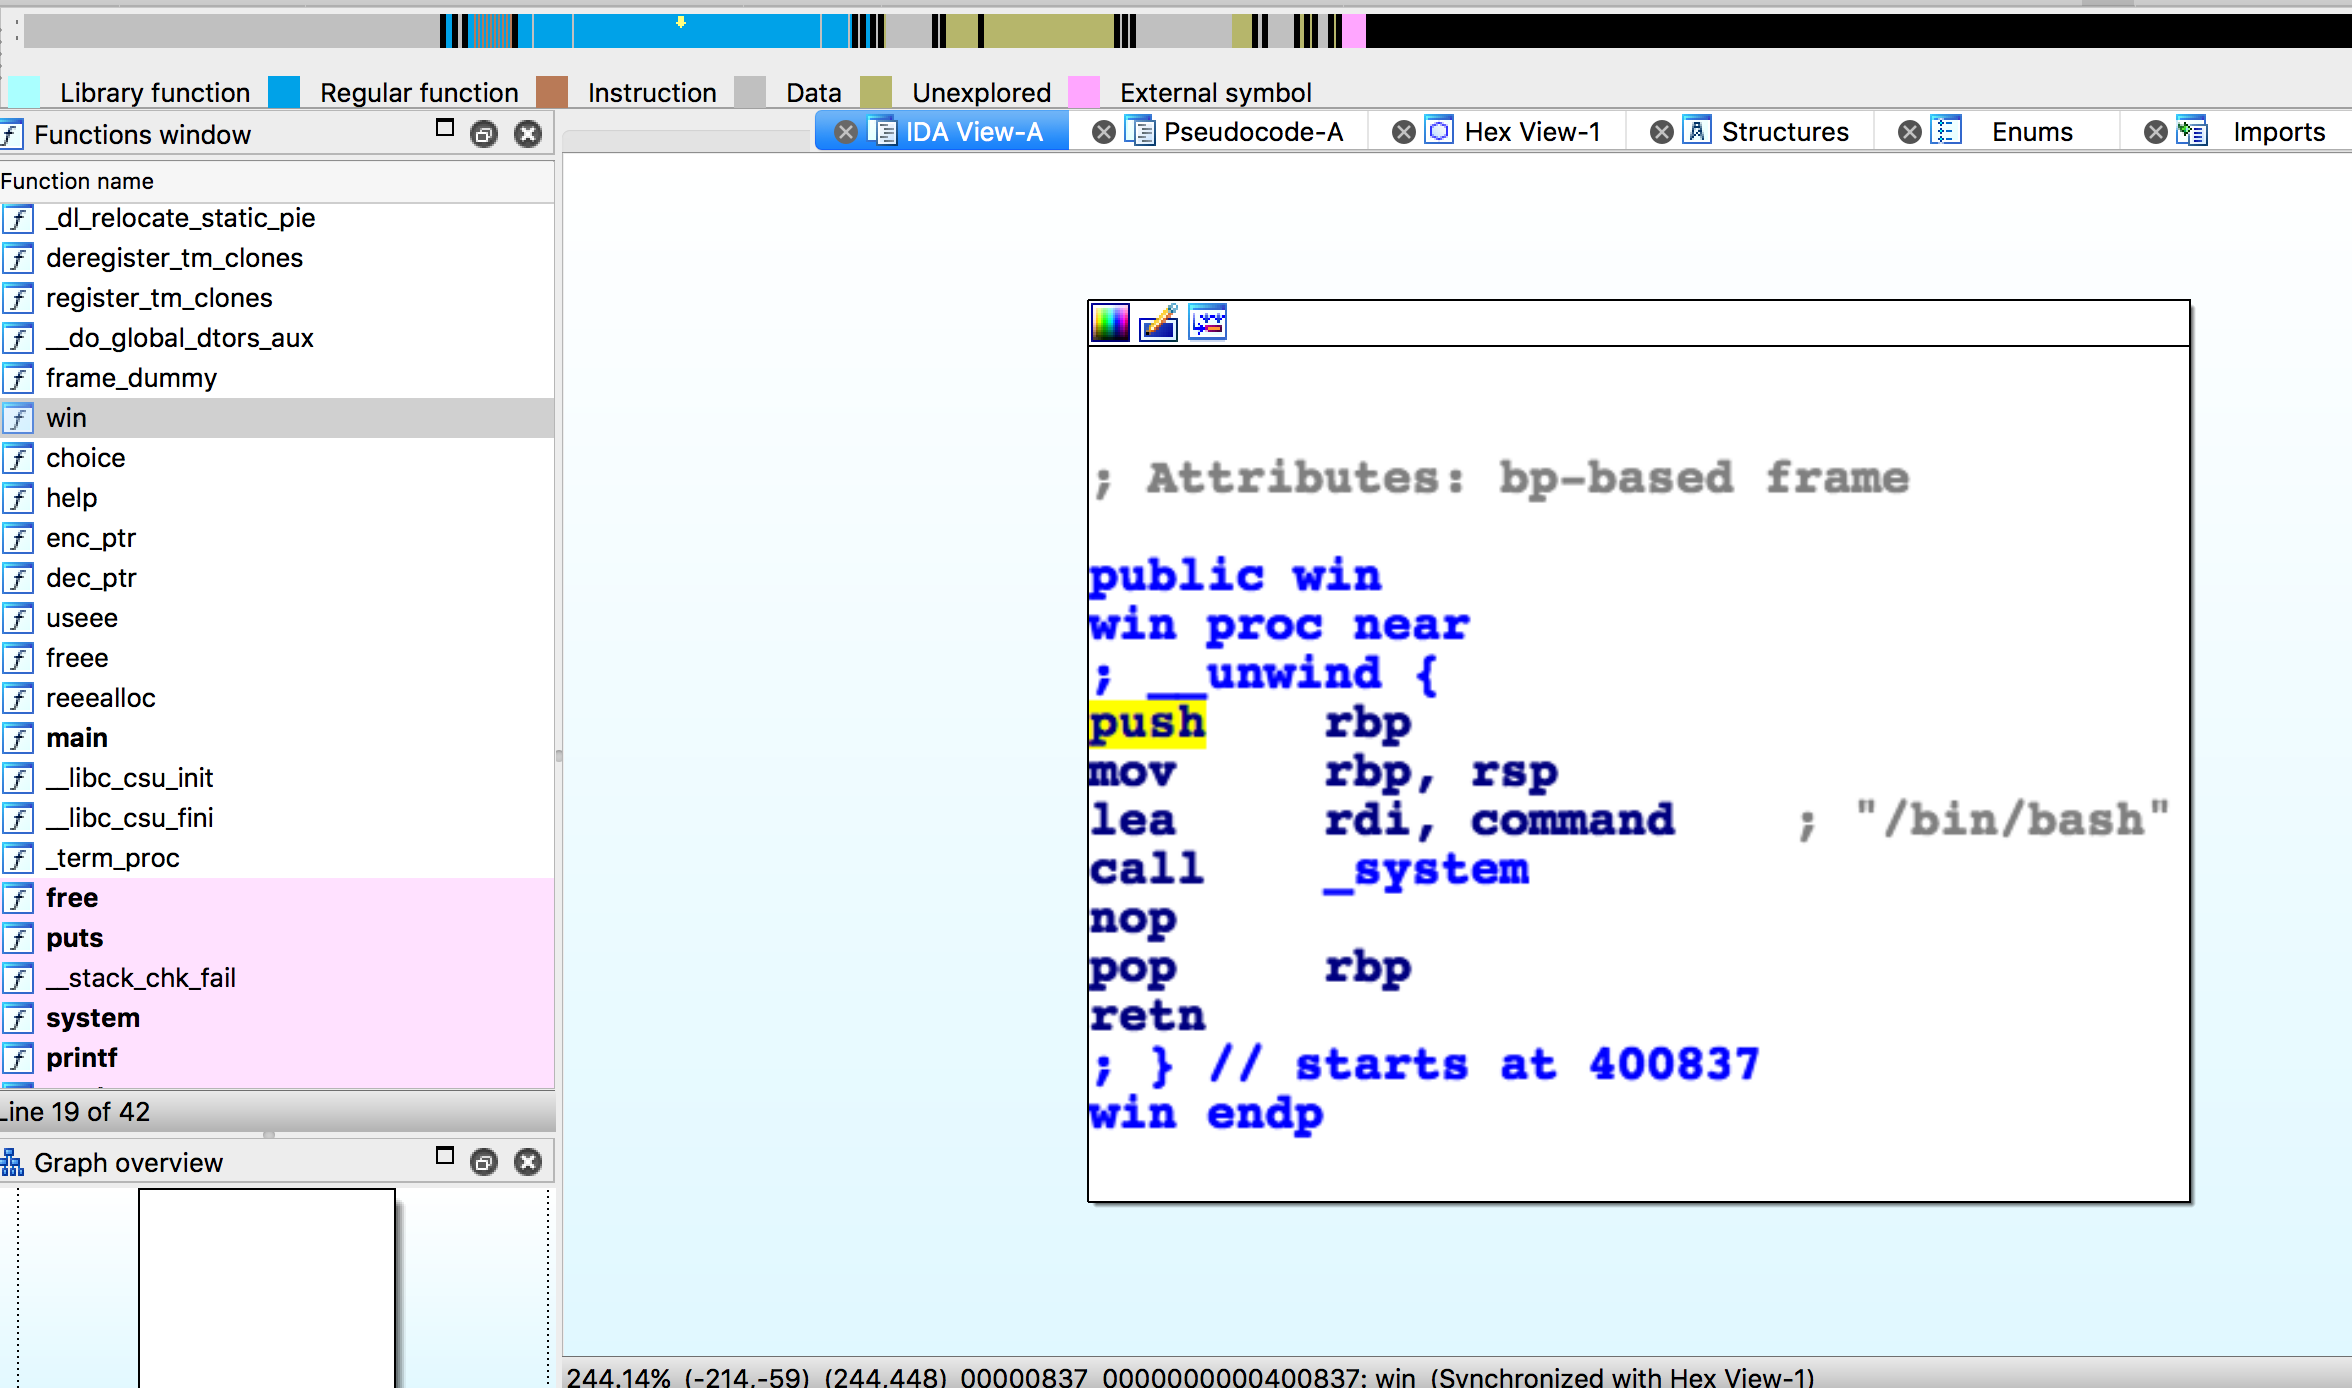 Library function Regular function Instruction Data Unexplored External symbol
Functions window
IDA View-A Pseudocode-A Hex View-1 Structures Enums Imports
Function name
_dl_relocate_static_pie
deregister_tm_clones
register_tm_clones
__do_global_dtors_aux
frame_dummy
win
choice
help
enc_ptr
dec_ptr
useee
freee
reeealloc
main
__libc_csu_init
__libc_csu_fini
_term_proc
free
puts
__stack_chk_fail
system
printf
Line 19 of 42
Graph overview
; Attributes: bp-based frame
public win
win proc near
; __unwind {
push rbp
mov rbp, rsp
lea rdi, command ; "/bin/bash"
call _system
nop
pop rbp
retn
; } // starts at 400837
win endp
244.14% (-214,-59) (244,448) 00000837 0000000000400837: win (Synchronized with Hex View-1)